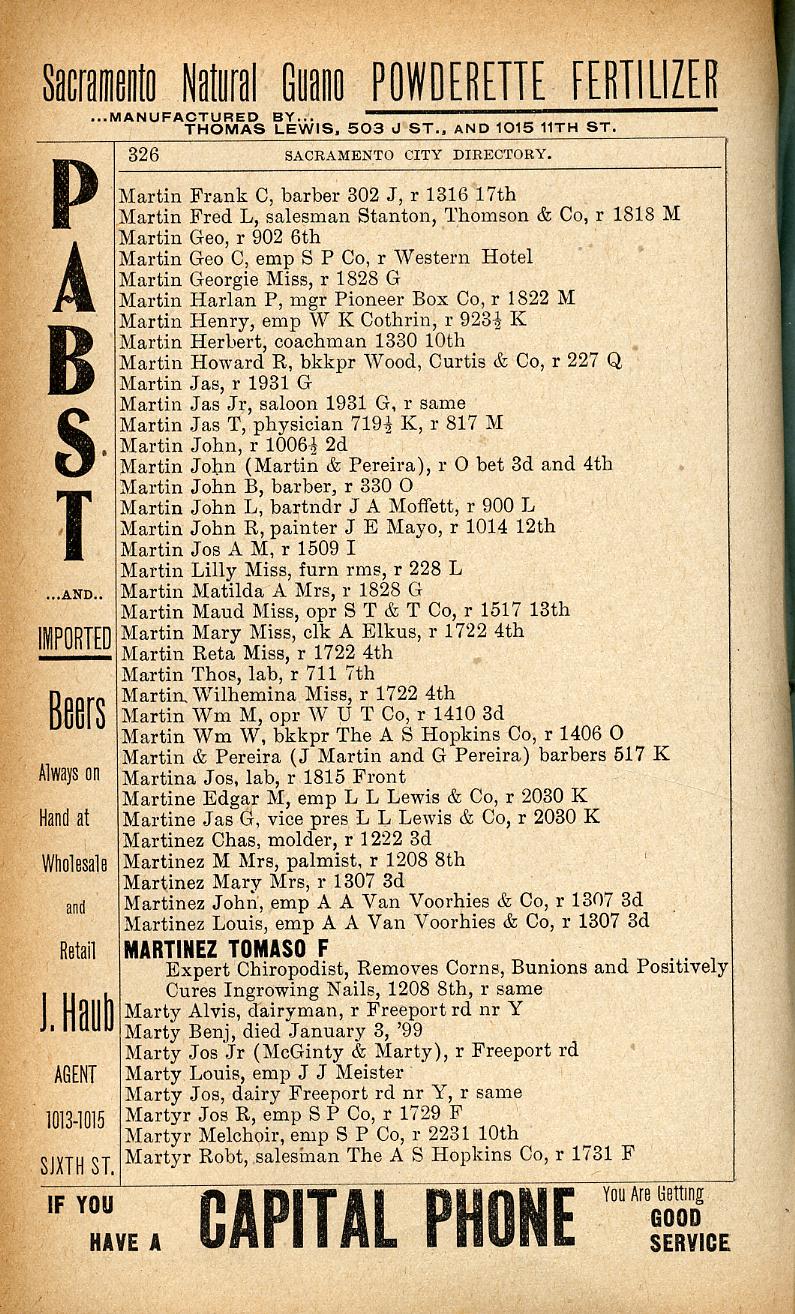 Sacramento Natural Guano POWDERETTE FERTILIZER
...MANUFACTURED BY...
THOMAS LEWIS, 503 J ST., AND 1015 11TH ST.
326 SACRAMENTO CITY DIRECTORY.
Martin Frank C, barber 302 J, r 1316 17th
Martin Fred L, salesman Stanton, Thomson & Co, r 1818 M
Martin Geo, r 902 6th
Martin Geo C, emp S P Co, r Western Hotel
Martin Georgie Miss, r 1828 G
Martin Harlan P, mgr Pioneer Box Co, r 1822 M
Martin Henry, emp W K Cothrin, r 923½ K
Martin Herbert, coachman 1330 10th
Martin Howard R, bkkpr Wood, Curtis & Co, r 227 Q
Martin Jas, r 1931 G
Martin Jas Jr, saloon 1931 G, r same
Martin Jas T, physician 719½ K, r 817 M
Martin John, r 1006½ 2d
Martin John (Martin & Pereira), r O bet 3d and 4th
Martin John B, barber, r 330 O
Martin John L, bartndr J A Moffett, r 900 L
Martin John R, painter J E Mayo, r 1014 12th
Martin Jos A M, r 1509 I
Martin Lilly Miss, furn rms, r 228 L
Martin Matilda A Mrs, r 1828 G
Martin Maud Miss, opr S T & T Co, r 1517 13th
Martin Mary Miss, clk A Elkus, r 1722 4th
Martin Reta Miss, r 1722 4th
Martin Thos, lab, r 711 7th
Martin, Wilhemina Miss, r 1722 4th
Martin Wm M, opr W U T Co, r 1410 3d
Martin Wm W, bkkpr The A S Hopkins Co, r 1406 O
Martin & Pereira (J Martin and G Pereira) barbers 517 K
Martina Jos, lab, r 1815 Front
Martine Edgar M, emp L L Lewis & Co, r 2030 K
Martine Jas G, vice pres L L Lewis & Co, r 2030 K
Martinez Chas, molder, r 1222 3d
Martinez M Mrs, palmist, r 1208 8th
Martinez Mary Mrs, r 1307 3d
Martinez John, emp A A Van Voorhies & Co, r 1307 3d
Martinez Louis, emp A A Van Voorhies & Co, r 1307 3d
MARTINEZ TOMASO F
Expert Chiropodist, Removes Corns, Bunions and Positively
Cures Ingrowing Nails, 1208 8th, r same
Marty Alvis, dairyman, r Freeport rd nr Y
Marty Benj, died January 3, '99
Marty Jos Jr (McGinty & Marty), r Freeport rd
Marty Louis, emp J J Meister
Marty Jos, dairy Freeport rd nr Y, r same
Martyr Jos R, emp S P Co, r 1729 F
Martyr Melchoir, emp S P Co, r 2231 10th
Martyr Robt, salesman The A S Hopkins Co, r 1731 F
PABST
...AND..
IMPORTED
Beers
Always on
Hand at
Wholesale
and
Retail
J. Haub
AGENT
1013-1015
SIXTH ST.
IF YOU
HAVE A
CAPITAL PHONE
You Are Getting
GOOD
SERVICE